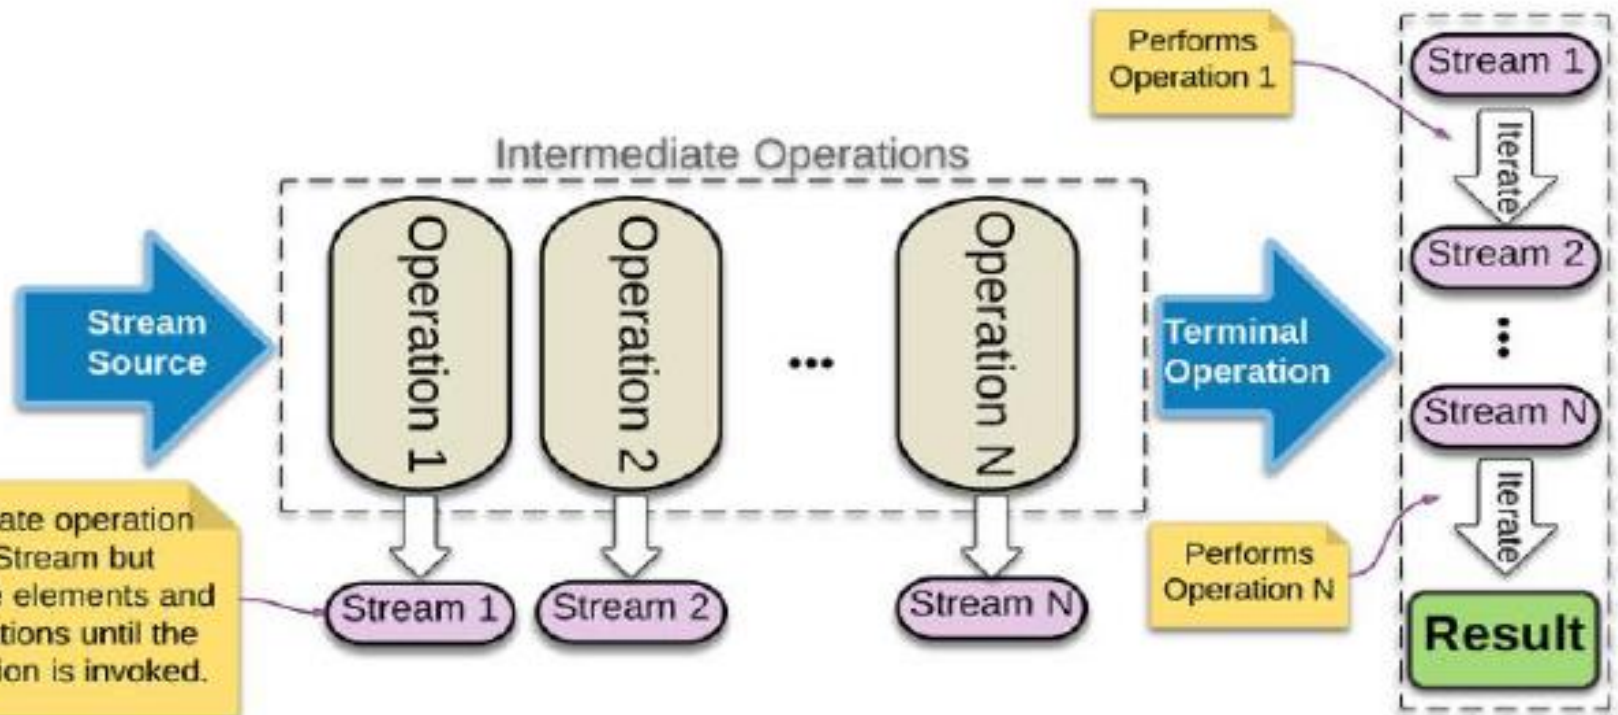 Intermediate Operations
Stream
Source
Operation 1
Operation 2
...
Operation N
Stream 1
Stream 2
Stream N
ate operation
Stream but
elements and
tions until the
ion is invoked.
Terminal
Operation
Performs
Operation 1
Stream 1
Iterate
Stream 2
...
Stream N
Iterate
Performs
Operation N
Result